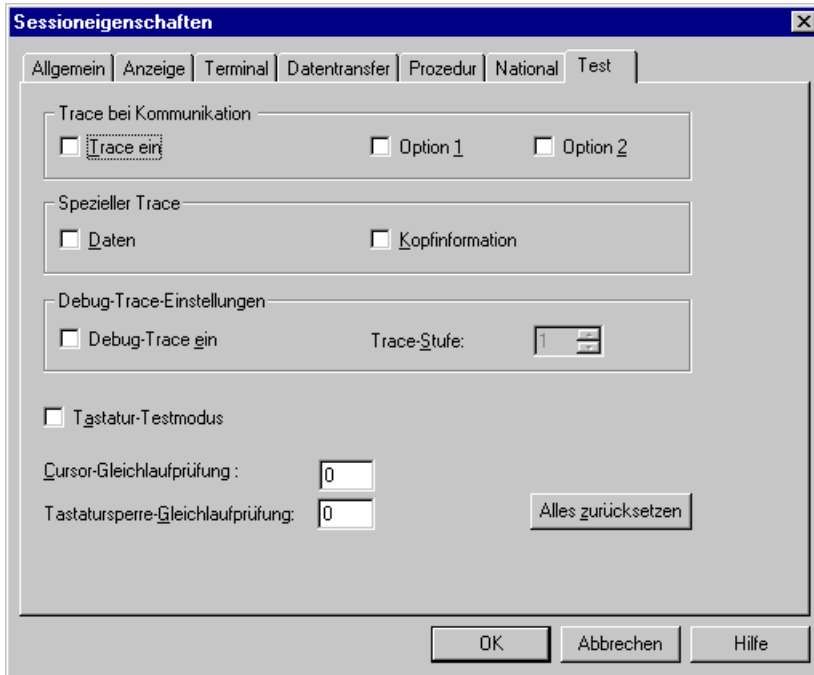 Sessioneigenschaften
Allgemein Anzeige Terminal Datentransfer Prozedur National Test
Trace bei Kommunikation
Trace ein Option 1 Option 2
Spezieller Trace
Daten Kopfinformation
Debug-Trace-Einstellungen
Debug-Trace ein Trace-Stufe: 1
Tastatur-Testmodus
Cursor-Gleichlaufprüfung : 0
Tastatursperre-Gleichlaufprüfung: 0 Alles zurücksetzen
OK Abbrechen Hilfe